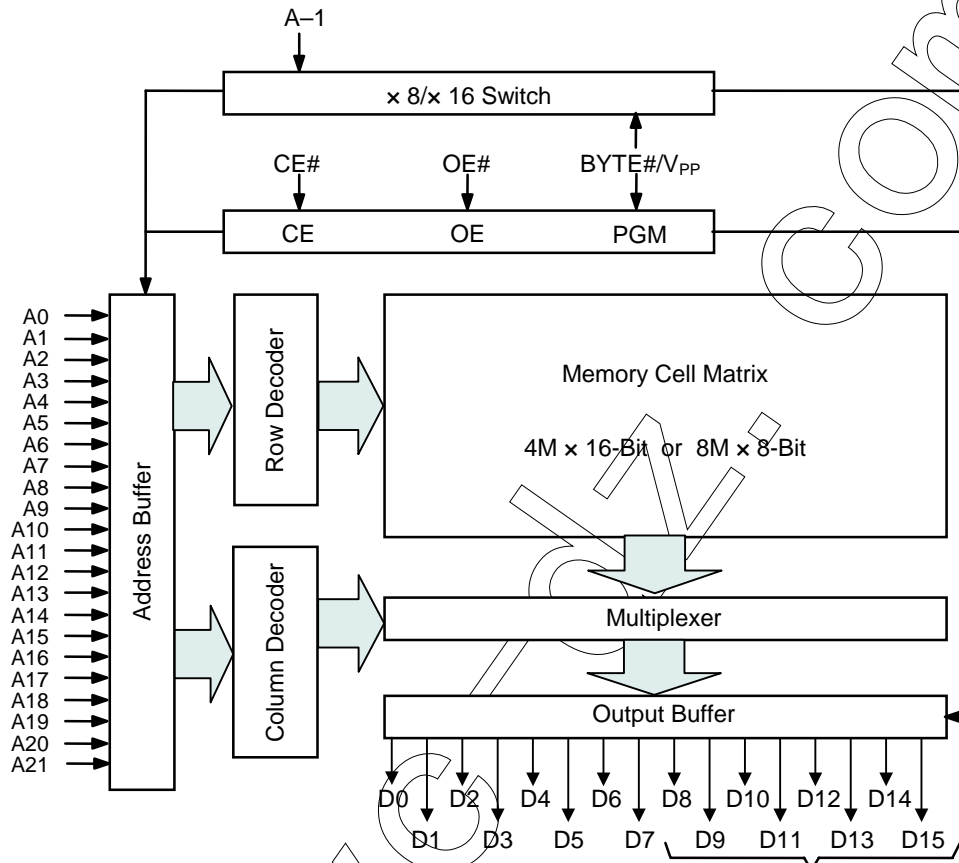 A–1
× 8/× 16 Switch
CE# OE# BYTE#/VPP
CE OE PGM
A0
A1
A2
A3
A4
A5
A6
A7
A8
A9
A10
A11
A12
A13
A14
A15
A16
A17
A18
A19
A20
A21
Address Buffer
Row Decoder
Column Decoder
Memory Cell Matrix
4M × 16-Bit or 8M × 8-Bit
Multiplexer
Output Buffer
D0 D2 D4 D6 D8 D10 D12 D14
D1 D3 D5 D7 D9 D11 D13 D15